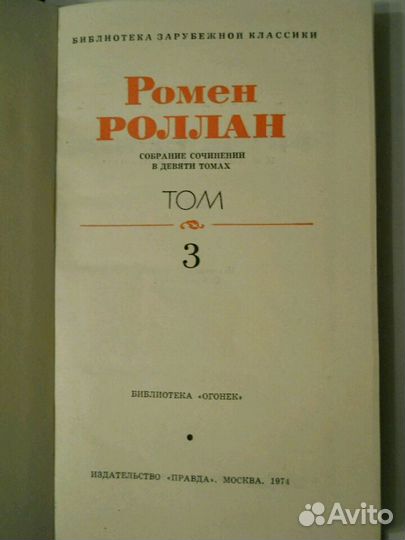 БИБЛИОТЕКА ЗАРУБЕЖНОЙ КЛАССИКИ
Ромен
РОЛЛАН
СОБРАНИЕ СОЧИНЕНИЙ
В ДЕВЯТИ ТОМАХ
ТОМ
3
БИБЛИОТЕКА «ОГОНЕК»
ИЗДАТЕЛЬСТВО «ПРАВДА». МОСКВА. 1974
Avito